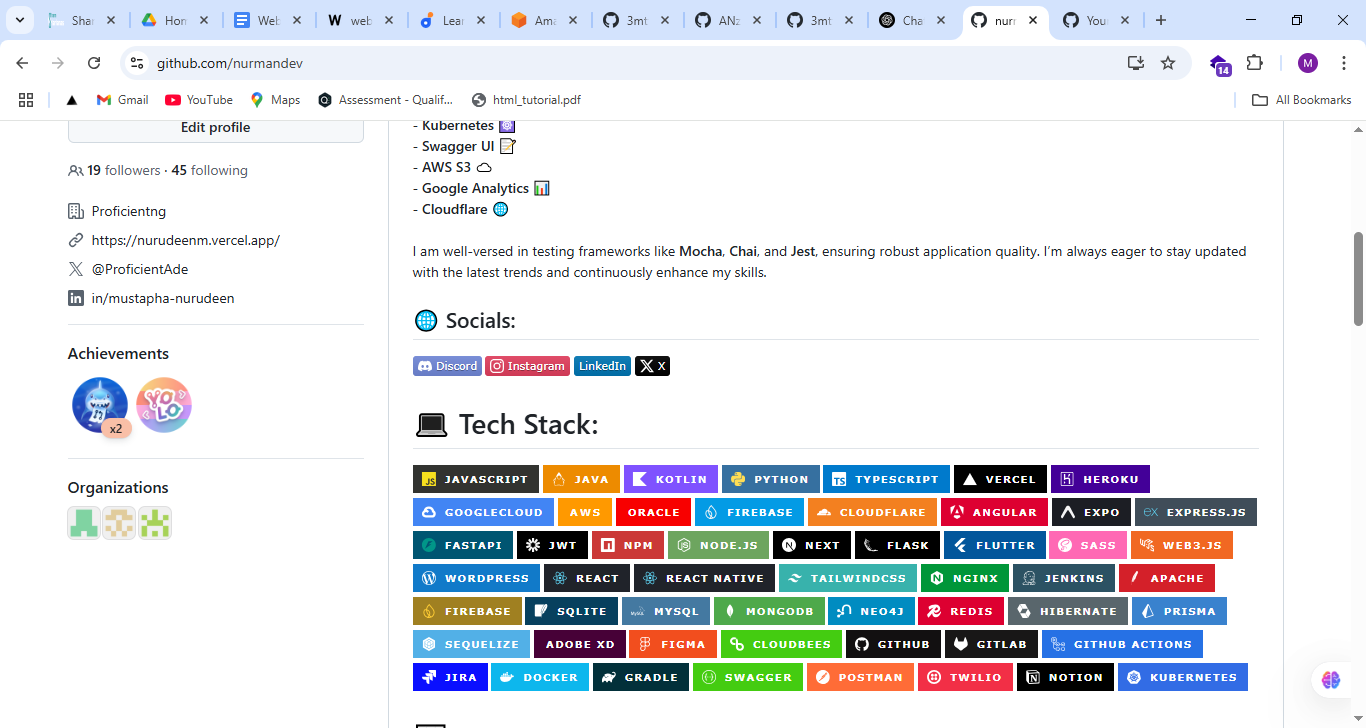 Shar
Hon
Web
web
Lear
Ama
3mt
ANz
3mt
Cha
nurr
You
github.com/nurmandev
14
M
Gmail
YouTube
Maps
Assessment - Qualif...
html_tutorial.pdf
All Bookmarks
Edit profile
19 followers · 45 following
Proficientng
https://nurudeenm.vercel.app/
@ProficientAde
in/mustapha-nurudeen
Achievements
x2
Organizations
- Kubernetes
- Swagger UI
- AWS S3
- Google Analytics
- Cloudflare
I am well-versed in testing frameworks like Mocha, Chai, and Jest, ensuring robust application quality. I'm always eager to stay updated
with the latest trends and continuously enhance my skills.
Socials:
Discord Instagram LinkedIn X
Tech Stack:
JAVASCRIPT JAVA KOTLIN PYTHON TYPESCRIPT VERCEL HEROKU
GOOGLECLOUD AWS ORACLE FIREBASE CLOUDFLARE ANGULAR EXPO EXPRESS.JS
FASTAPI JWT NPM NODE.JS NEXT FLASK FLUTTER SASS WEB3.JS
WORDPRESS REACT REACT NATIVE TAILWINDCSS NGINX JENKINS APACHE
FIREBASE SQLITE MYSQL MONGODB NEO4J REDIS HIBERNATE PRISMA
SEQUELIZE ADOBE XD FIGMA CLOUDBEES GITHUB GITLAB GITHUB ACTIONS
JIRA DOCKER GRADLE SWAGGER POSTMAN TWILIO NOTION KUBERNETES